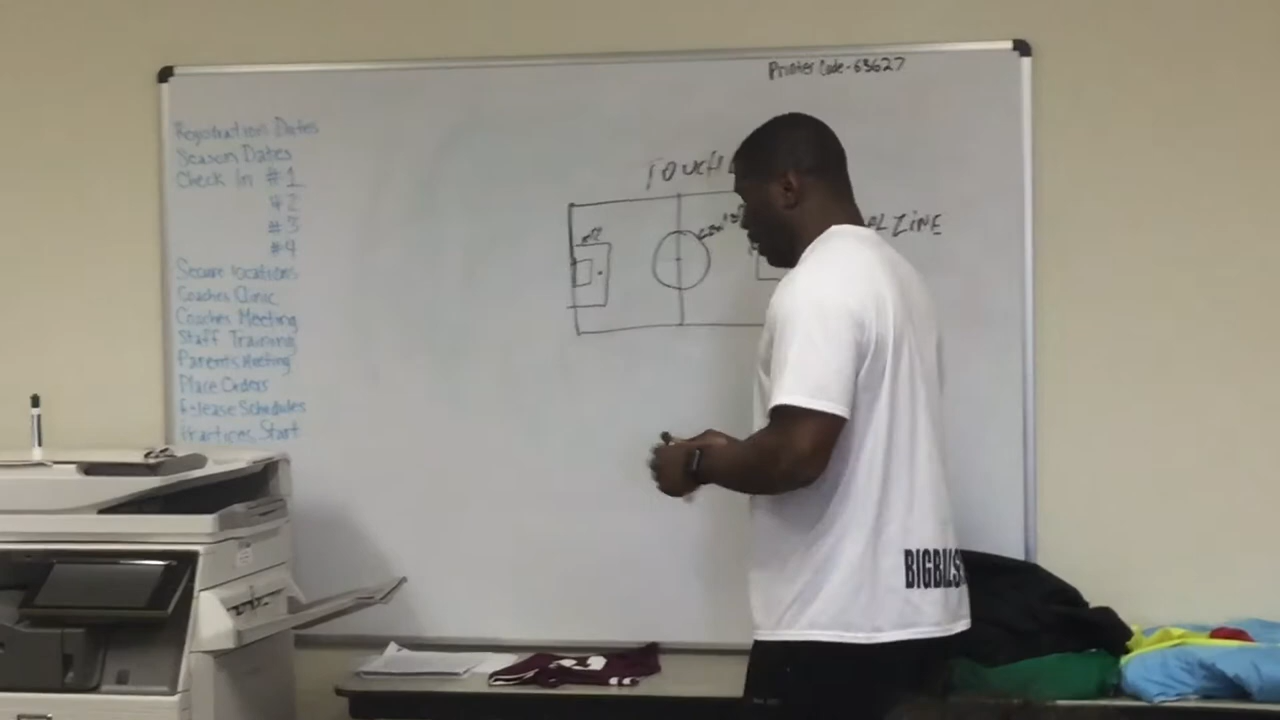 Printer Code-63627
Registration Dates
Season Dates
Check In #1
#2
#3
#4
Secure locations
Coaches Clinic
Coaches Meeting
Staff Training
Parents Meeting
Place Orders
Release Schedules
Practices Start
TOUCH
BIGBALLS